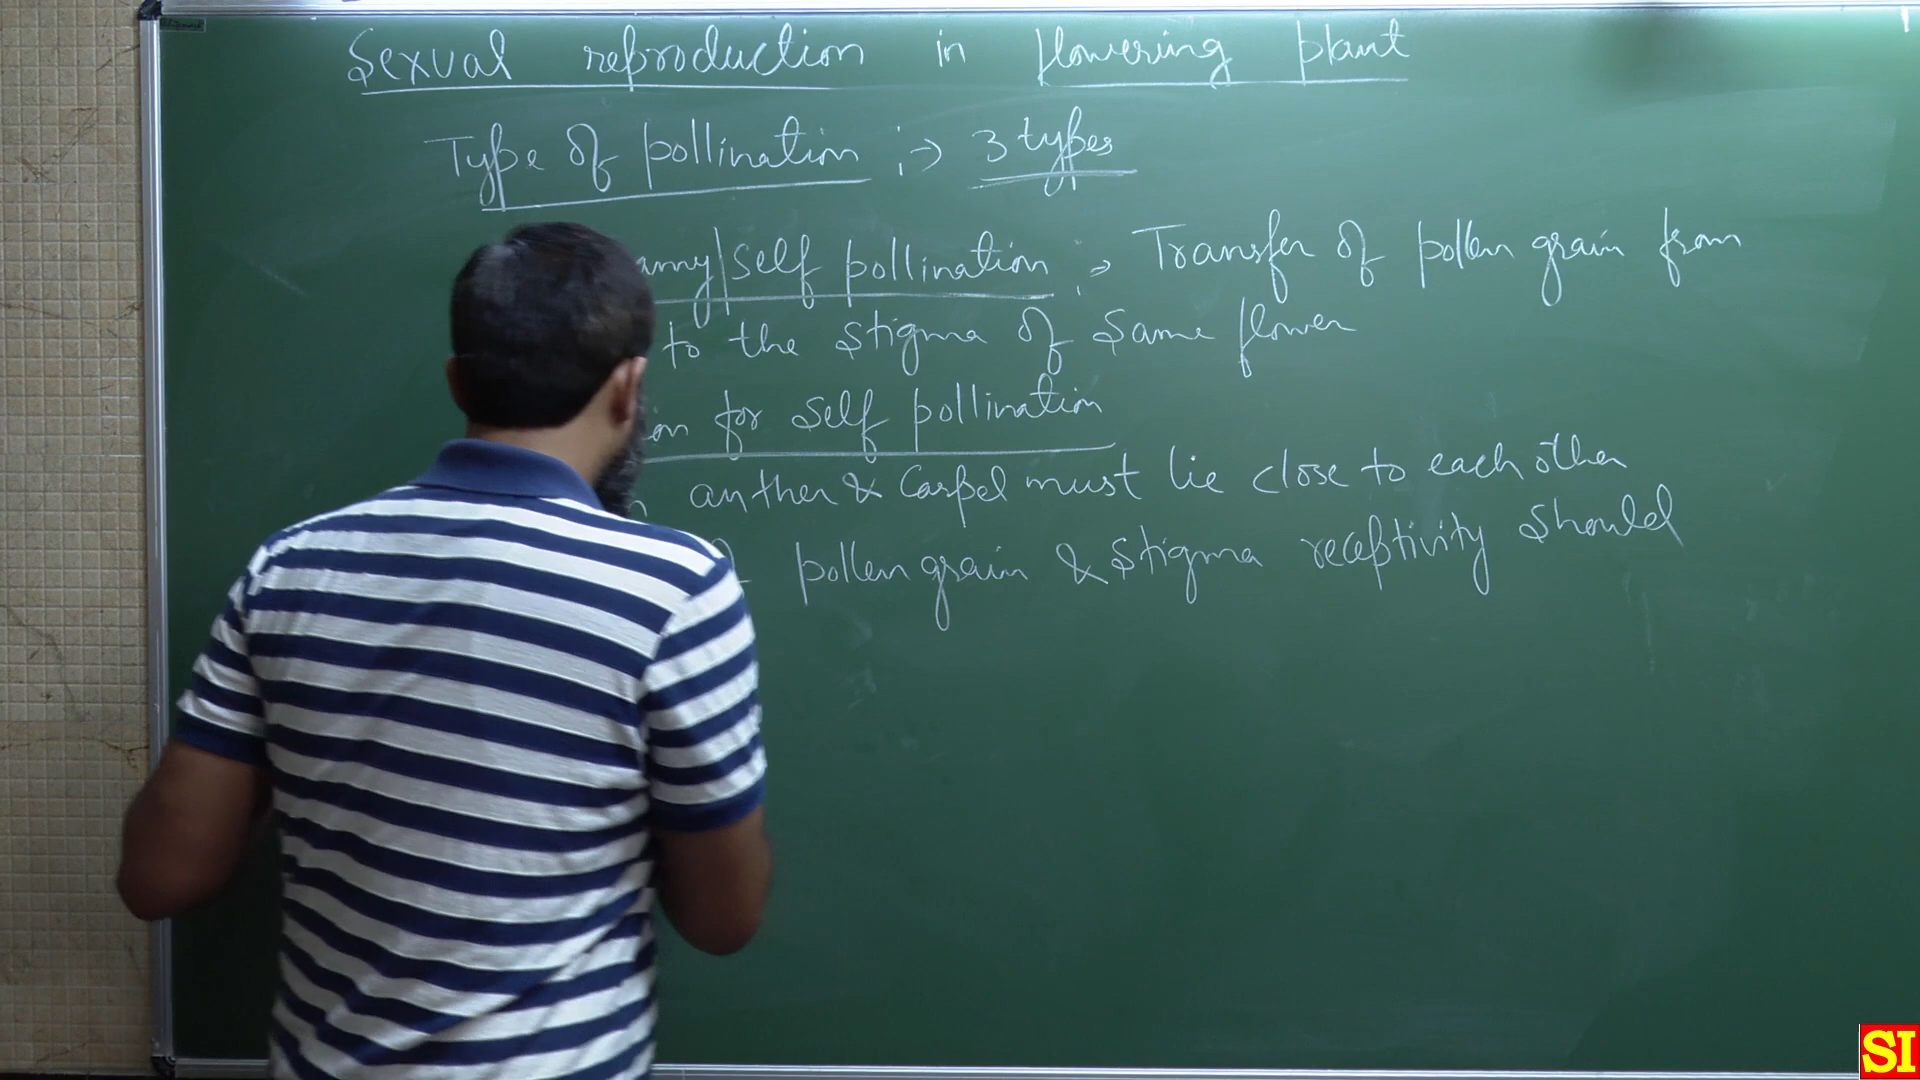 Sexual reproduction in flowering plant
Type of pollination :-> 3 types
amy/self pollination :-> Transfer of pollen grain from
to the stigma of same flower
on for self pollination
anther & Carpel must lie close to each other
pollen grain & stigma receptivity should
SI